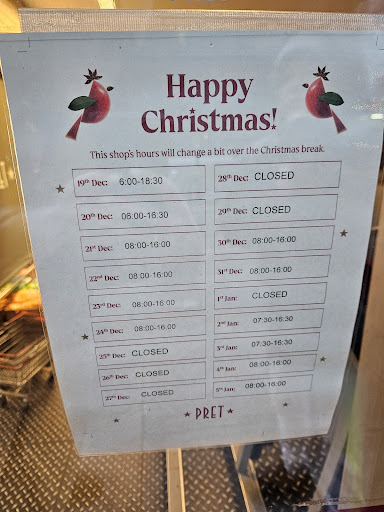 Happy
Christmas!
This shop's hours will change a bit over the Christmas break.
19th Dec: 6:00-18:30
20th Dec: 06:00-16:30
21st Dec: 08:00-16:00
22nd Dec: 08:00-16:00
23rd Dec: 08:00-16:00
24th Dec: 08:00-16:00
25th Dec: CLOSED
26th Dec: CLOSED
27th Dec: CLOSED
28th Dec: CLOSED
29th Dec: CLOSED
30th Dec: 08:00-16:00
31st Dec: 08:00-16:00
1st Jan: CLOSED
2nd Jan: 07:30-16:30
3rd Jan: 07:30-16:30
4th Jan: 08:00-16:00
5th Jan: 08:00-16:00
PRET